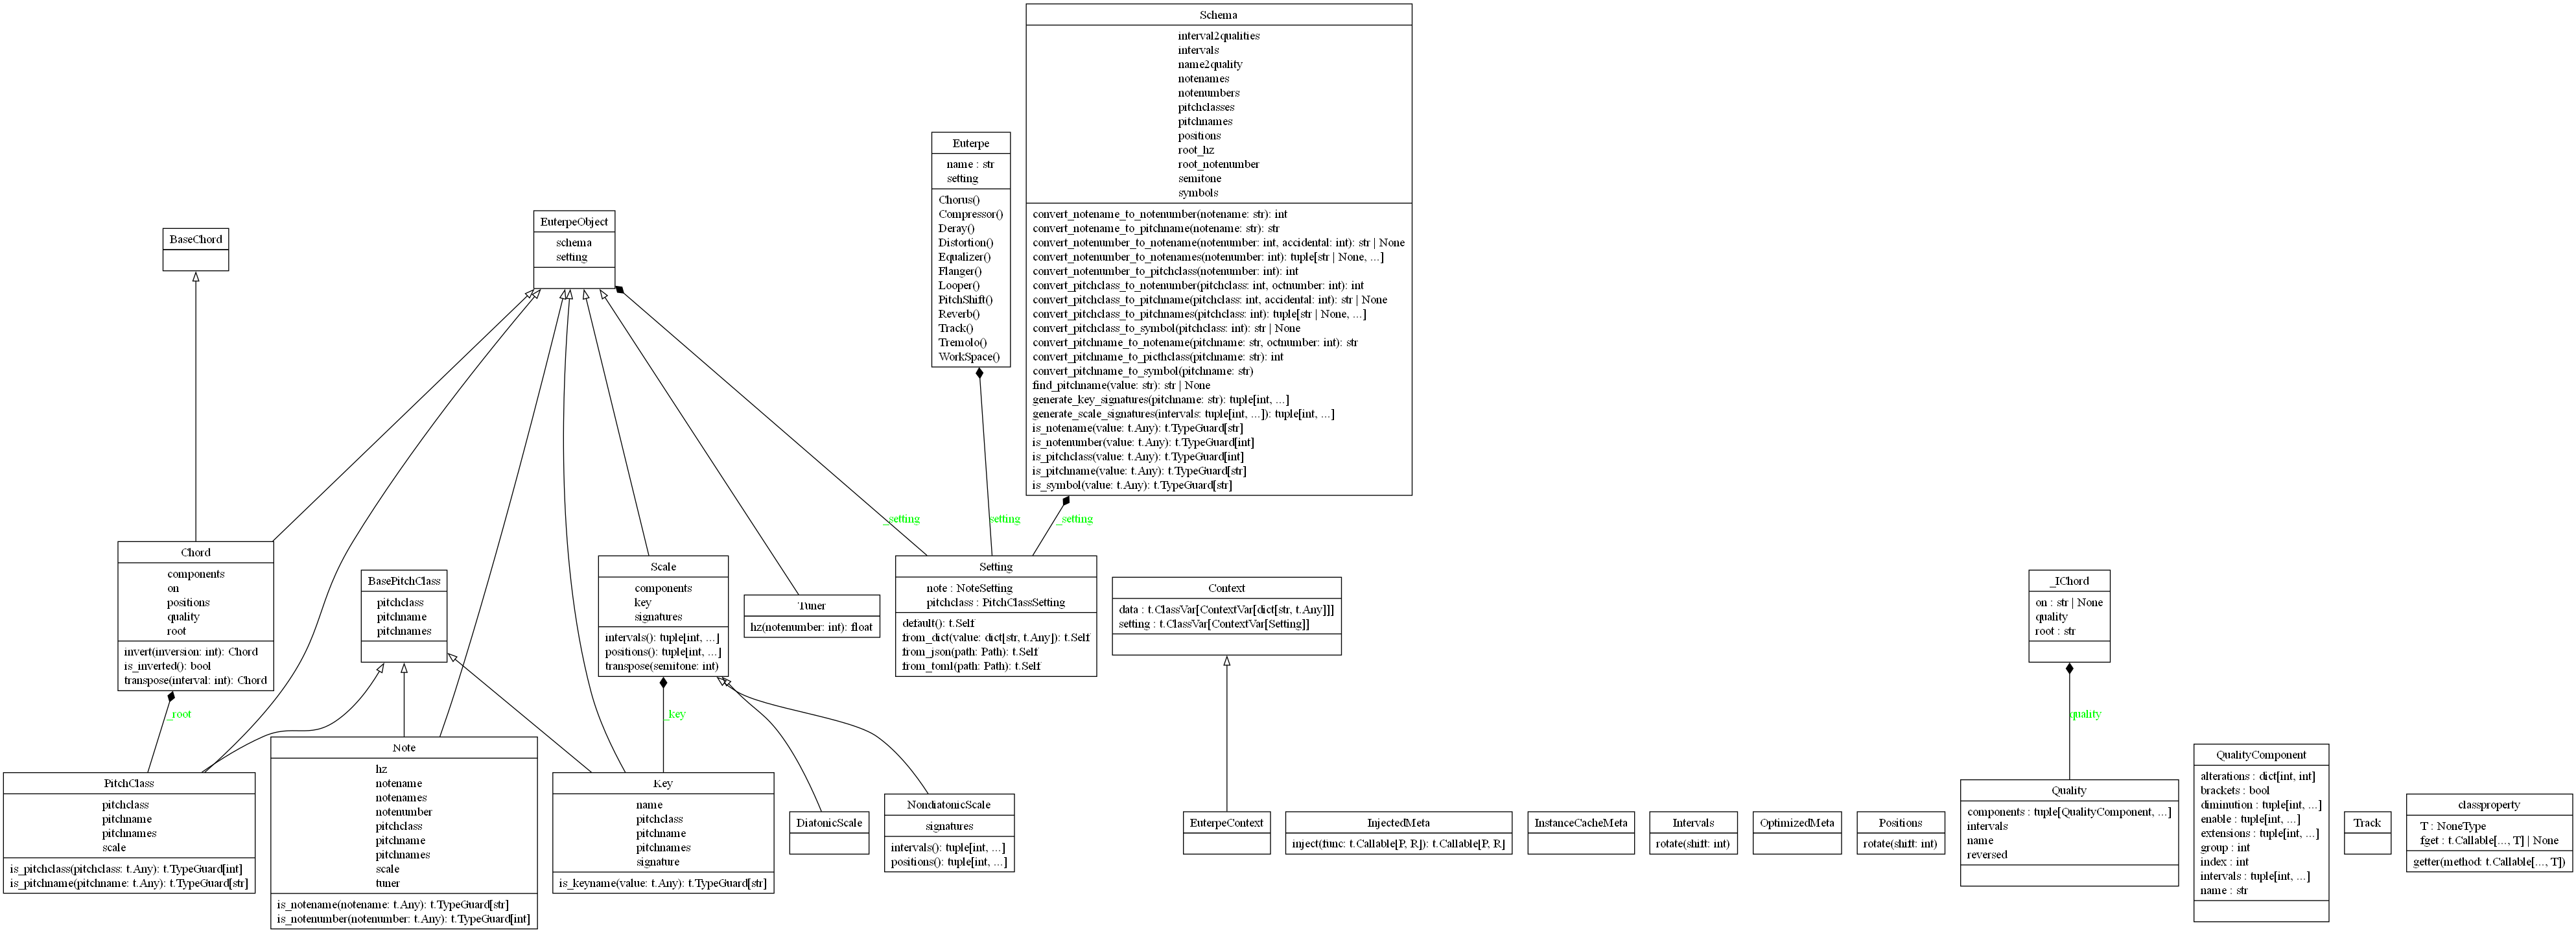 Schema
interval2qualities
intervals
name2quality
notenames
notenumbers
pitchclasses
pitchnames
positions
root_hz
root_notenumber
semitone
symbols
convert_notename_to_notenumber(notename: str): int
convert_notename_to_pitchname(notename: str): str
convert_notenumber_to_notename(notenumber: int, accidental: int): str | None
convert_notenumber_to_notenames(notenumber: int): tuple[str | None, ...]
convert_notenumber_to_pitchclass(notenumber: int): int
convert_pitchclass_to_notenumber(pitchclass: int, octnumber: int): int
convert_pitchclass_to_pitchname(pitchclass: int, accidental: int): str | None
convert_pitchclass_to_pitchnames(pitchclass: int): tuple[str | None, ...]
convert_pitchclass_to_symbol(pitchclass: int): str | None
convert_pitchname_to_notename(pitchname: str, octnumber: int): str
convert_pitchname_to_picthclass(pitchname: str): int
convert_pitchname_to_symbol(pitchname: str)
find_pitchname(value: str): str | None
generate_key_signatures(pitchname: str): tuple[int, ...]
generate_scale_signatures(intervals: tuple[int, ...]): tuple[int, ...]
is_notename(value: t.Any): t.TypeGuard[str]
is_notenumber(value: t.Any): t.TypeGuard[int]
is_pitchclass(value: t.Any): t.TypeGuard[int]
is_pitchname(value: t.Any): t.TypeGuard[str]
is_symbol(value: t.Any): t.TypeGuard[str]
Euterpe
name : str
setting
Chorus()
Compressor()
Deray()
Distortion()
Equalizer()
Flanger()
Looper()
PitchShift()
Reverb()
Track()
Tremolo()
WorkSpace()
EuterpeObject
schema
setting
BaseChord
_setting
setting
_setting
Chord
components
on
positions
quality
root
invert(inversion: int): Chord
is_inverted(): bool
transpose(interval: int): Chord
BasePitchClass
pitchclass
pitchname
pitchnames
Scale
components
key
signatures
intervals(): tuple[int, ...]
positions(): tuple[int, ...]
transpose(semitone: int)
Tuner
hz(notenumber: int): float
Setting
note : NoteSetting
pitchclass : PitchClassSetting
default(): t.Self
from_dict(value: dict[str, t.Any]): t.Self
from_json(path: Path): t.Self
from_toml(path: Path): t.Self
Context
data : t.ClassVar[ContextVar[dict[str, t.Any]]]
setting : t.ClassVar[ContextVar[Setting]]
_IChord
on : str | None
quality
root : str
_root
_key
quality
PitchClass
pitchclass
pitchname
pitchnames
scale
is_pitchclass(pitchclass: t.Any): t.TypeGuard[int]
is_pitchname(pitchname: t.Any): t.TypeGuard[str]
Note
hz
notename
notenames
notenumber
pitchclass
pitchname
pitchnames
scale
tuner
is_notename(notename: t.Any): t.TypeGuard[str]
is_notenumber(notenumber: t.Any): t.TypeGuard[int]
Key
name
pitchclass
pitchname
pitchnames
signature
is_keyname(value: t.Any): t.TypeGuard[str]
DiatonicScale
NondiatonicScale
signatures
intervals(): tuple[int, ...]
positions(): tuple[int, ...]
EuterpeContext
InjectedMeta
inject(func: t.Callable[P, R]): t.Callable[P, R]
InstanceCacheMeta
Intervals
rotate(shift: int)
OptimizedMeta
Positions
rotate(shift: int)
Quality
components : tuple[QualityComponent, ...]
intervals
name
reversed
QualityComponent
alterations : dict[int, int]
brackets : bool
diminution : tuple[int, ...]
enable : tuple[int, ...]
extensions : tuple[int, ...]
group : int
index : int
intervals : tuple[int, ...]
name : str
Track
classproperty
T : NoneType
fget : t.Callable[..., T] | None
getter(method: t.Callable[..., T])